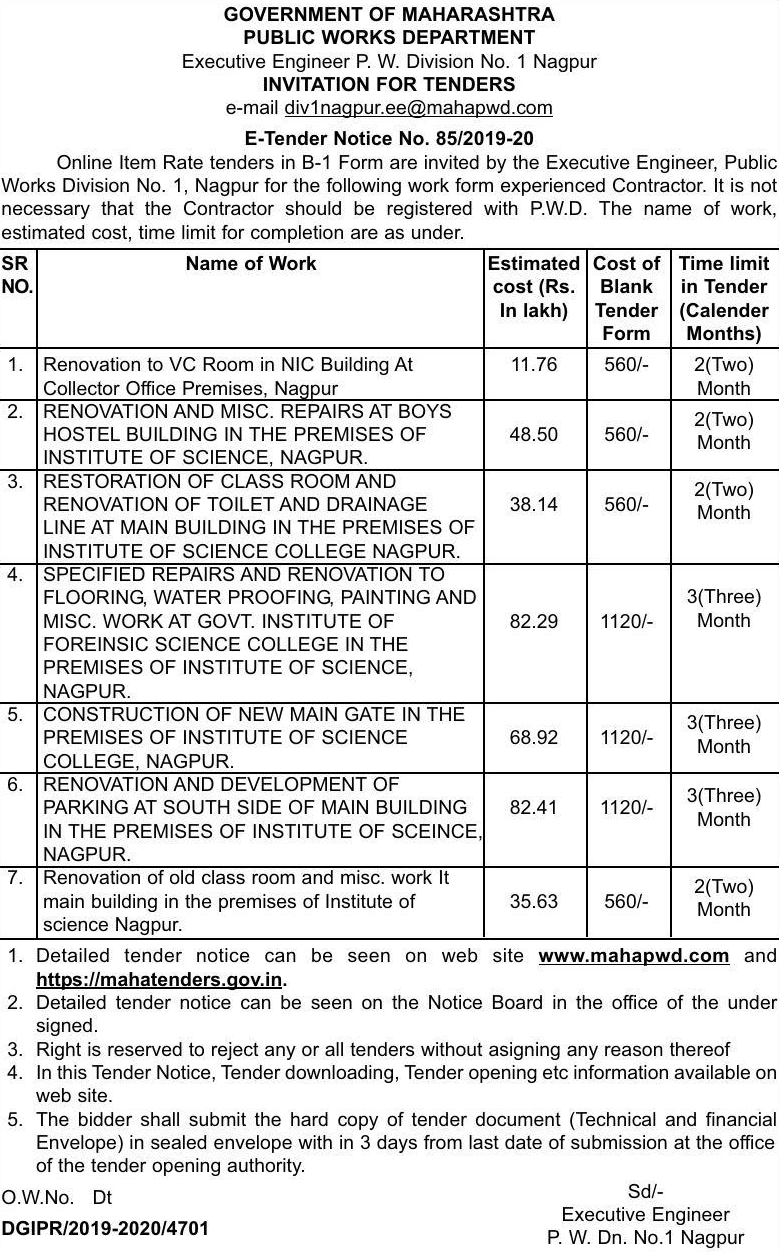 GOVERNMENT OF MAHARASHTRA
PUBLIC WORKS DEPARTMENT
Executive Engineer P. W. Division No. 1 Nagpur
INVITATION FOR TENDERS
e-mail div1nagpur.ee@mahapwd.com
E-Tender Notice No. 85/2019-20
Online Item Rate tenders in B-1 Form are invited by the Executive Engineer, Public
Works Division No. 1, Nagpur for the following work form experienced Contractor. It is not
necessary that the Contractor should be registered with P.W.D. The name of work,
estimated cost, time limit for completion are as under.
SR Name of Work Estimated Cost of Time limit
NO. cost (Rs. Blank in Tender
In lakh) Tender (Calender
Form Months)
1. Renovation to VC Room in NIC Building At 11.76 560/- 2(Two)
Collector Office Premises, Nagpur Month
2. RENOVATION AND MISC. REPAIRS AT BOYS 2(Two)
HOSTEL BUILDING IN THE PREMISES OF 48.50 560/- Month
INSTITUTE OF SCIENCE, NAGPUR.
3. RESTORATION OF CLASS ROOM AND 2(Two)
RENOVATION OF TOILET AND DRAINAGE 38.14 560/- Month
LINE AT MAIN BUILDING IN THE PREMISES OF
INSTITUTE OF SCIENCE COLLEGE NAGPUR.
4. SPECIFIED REPAIRS AND RENOVATION TO
FLOORING, WATER PROOFING, PAINTING AND 3(Three)
MISC. WORK AT GOVT. INSTITUTE OF 82.29 1120/- Month
FOREINSIC SCIENCE COLLEGE IN THE
PREMISES OF INSTITUTE OF SCIENCE,
NAGPUR.
5. CONSTRUCTION OF NEW MAIN GATE IN THE 3(Three)
PREMISES OF INSTITUTE OF SCIENCE 68.92 1120/- Month
COLLEGE, NAGPUR.
6. RENOVATION AND DEVELOPMENT OF 3(Three)
PARKING AT SOUTH SIDE OF MAIN BUILDING 82.41 1120/- Month
IN THE PREMISES OF INSTITUTE OF SCEINCE,
NAGPUR.
7. Renovation of old class room and misc. work It 2(Two)
main building in the premises of Institute of 35.63 560/- Month
science Nagpur.
1. Detailed tender notice can be seen on web site www.mahapwd.com and
https://mahatenders.gov.in.
2. Detailed tender notice can be seen on the Notice Board in the office of the under
signed.
3. Right is reserved to reject any or all tenders without asigning any reason thereof
4. In this Tender Notice, Tender downloading, Tender opening etc information available on
web site.
5. The bidder shall submit the hard copy of tender document (Technical and financial
Envelope) in sealed envelope with in 3 days from last date of submission at the office
of the tender opening authority.
O.W.No. Dt
DGIPR/2019-2020/4701
Sd/-
Executive Engineer
P. W. Dn. No.1 Nagpur